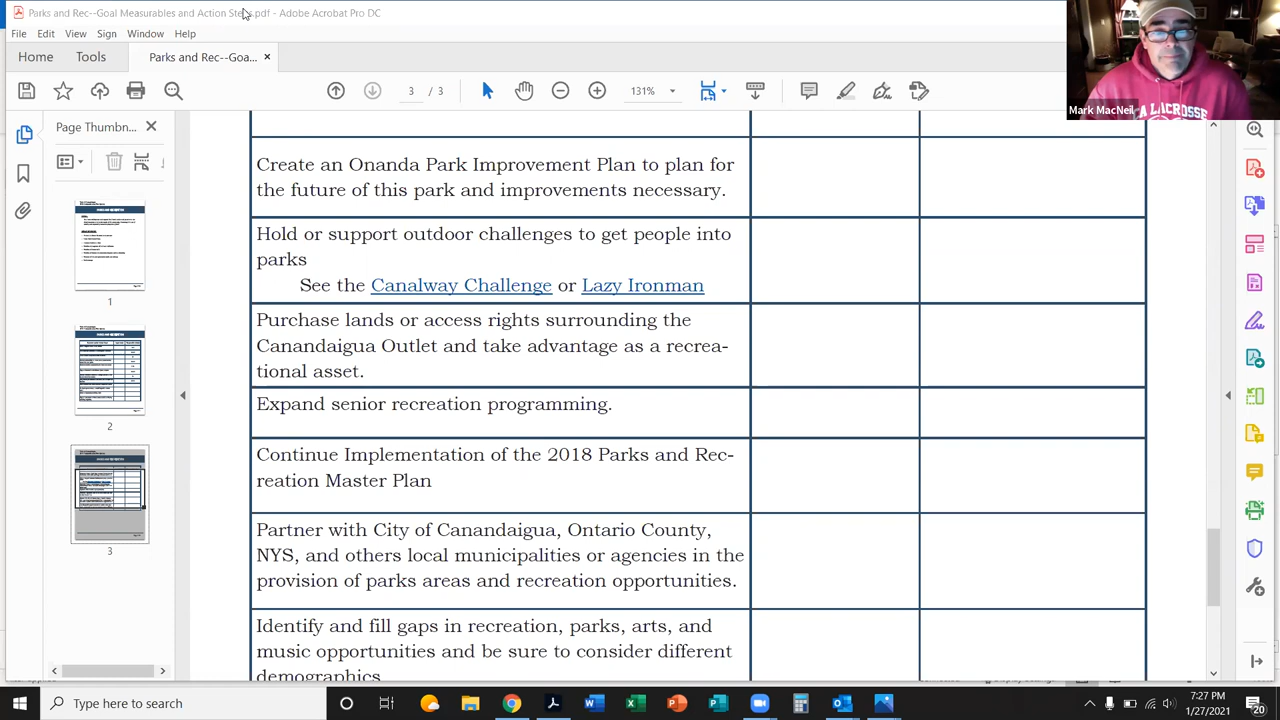 Parks and Rec--Goal Measurables and Action Steps.pdf - Adobe Acrobat Pro DC
File Edit View Sign Window Help
Home Tools Parks and Rec--Goa... ×
3 / 3 131%
Mark MacNeil
A LACROSSE
Page Thumbn...
1
2
3
Create an Onanda Park Improvement Plan to plan for
the future of this park and improvements necessary.
Hold or support outdoor challenges to get people into
parks
See the Canalway Challenge or Lazy Ironman
Purchase lands or access rights surrounding the
Canandaigua Outlet and take advantage as a recrea-
tional asset.
Expand senior recreation programming.
Continue Implementation of the 2018 Parks and Rec-
reation Master Plan
Partner with City of Canandaigua, Ontario County,
NYS, and others local municipalities or agencies in the
provision of parks areas and recreation opportunities.
Identify and fill gaps in recreation, parks, arts, and
music opportunities and be sure to consider different
demographics
Type here to search
7:27 PM
1/27/2021
20